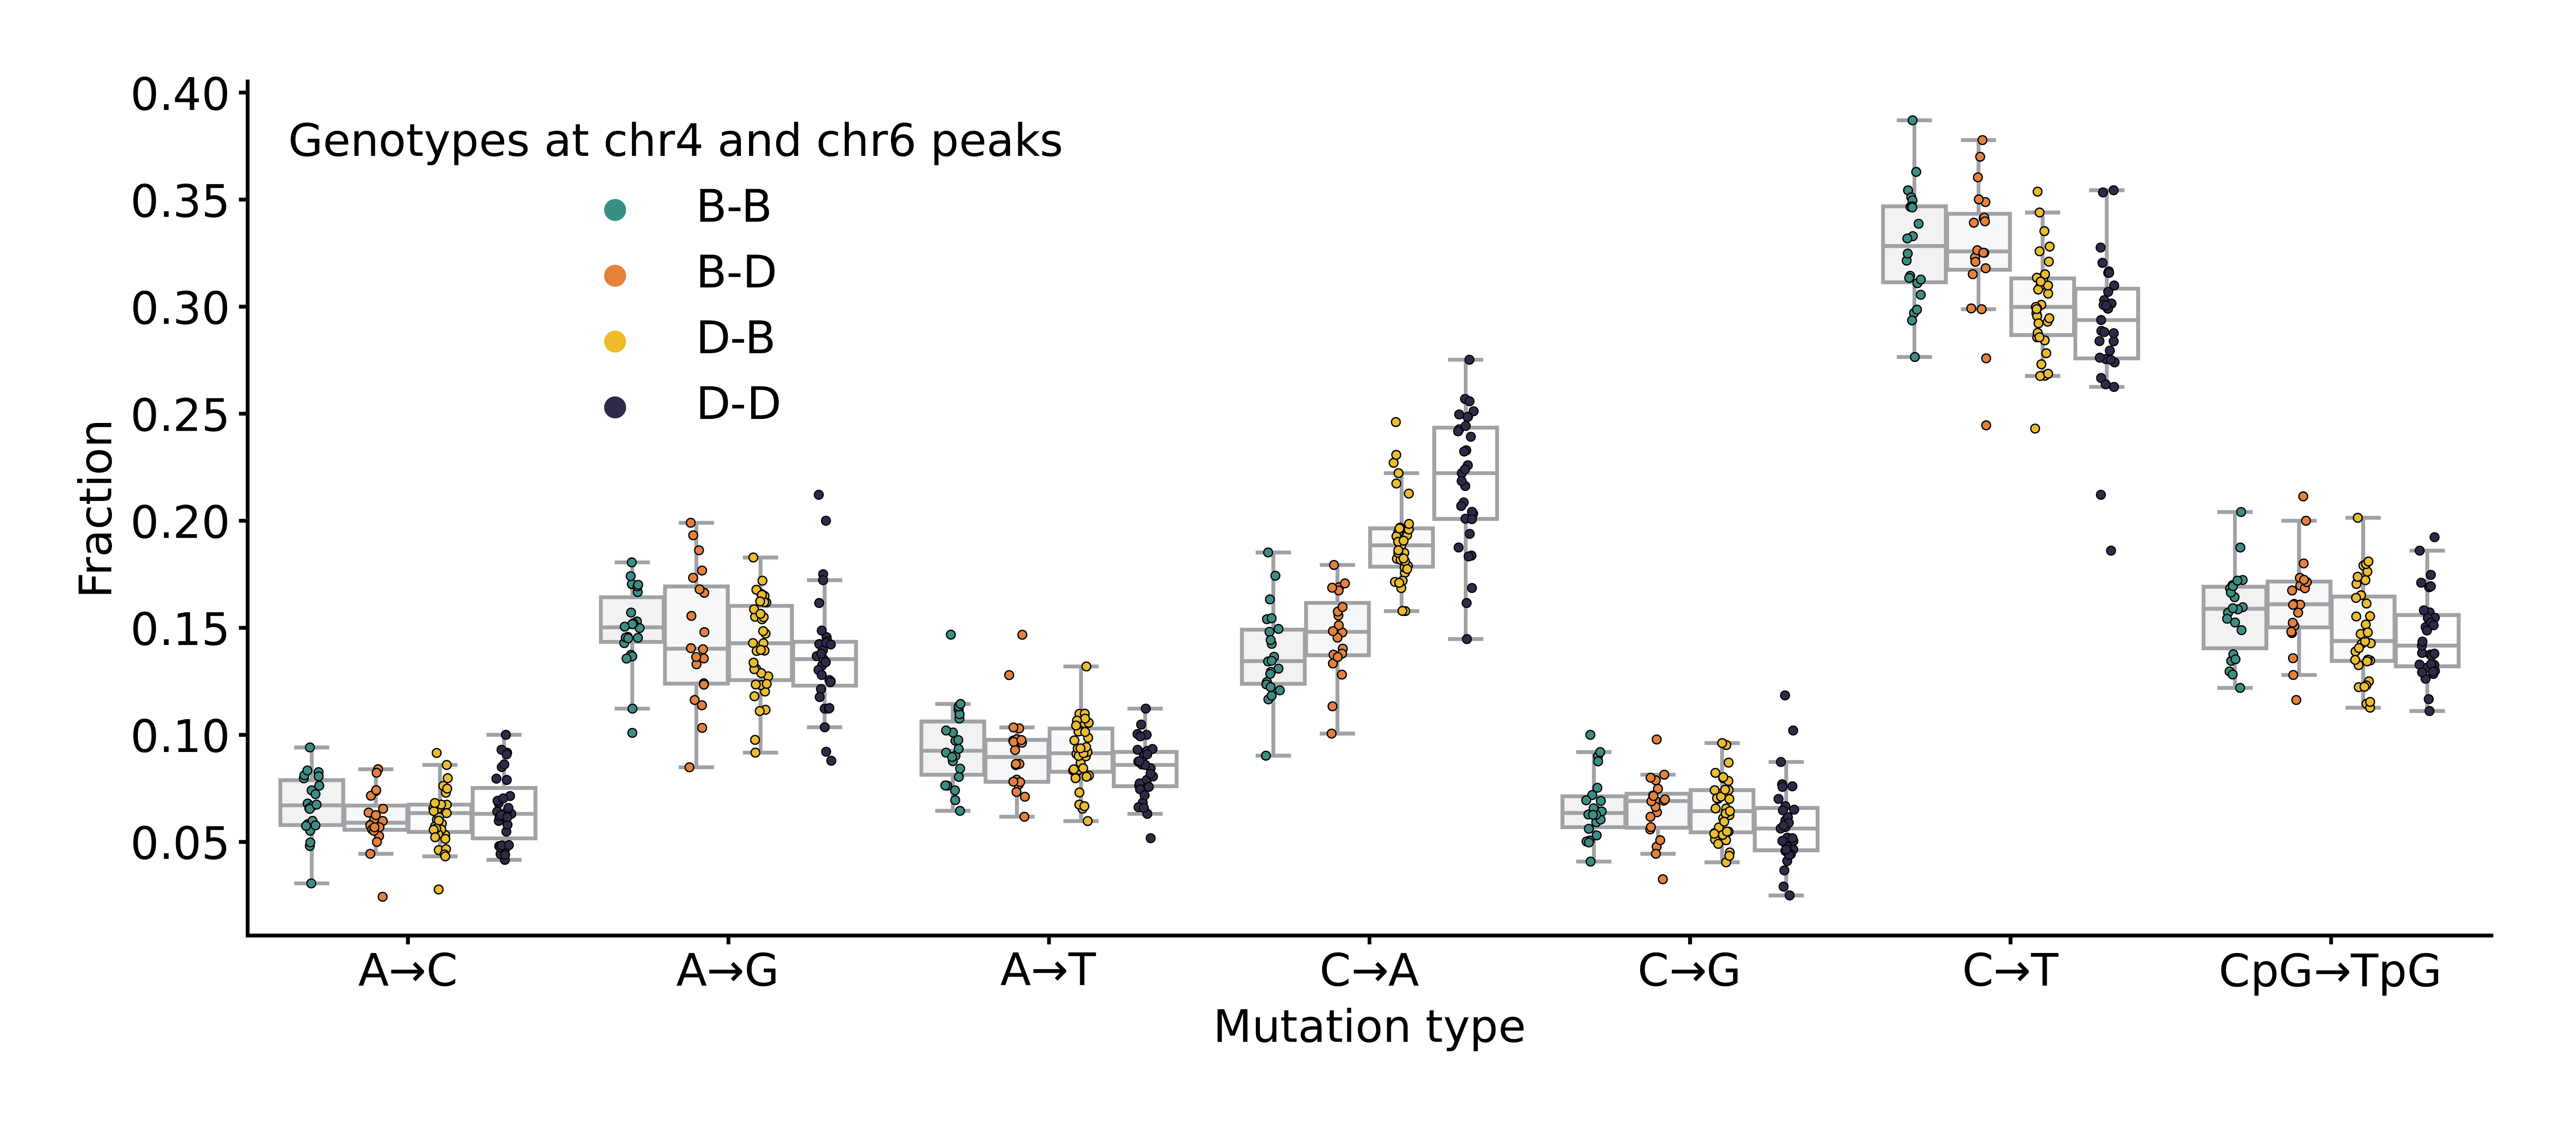 0.40
0.35
0.30
0.25
0.20
0.15
0.10
0.05
Fraction
Genotypes at chr4 and chr6 peaks
B-B
B-D
D-B
D-D
A→C A→G A→T C→A C→G C→T CpG→TpG
Mutation type